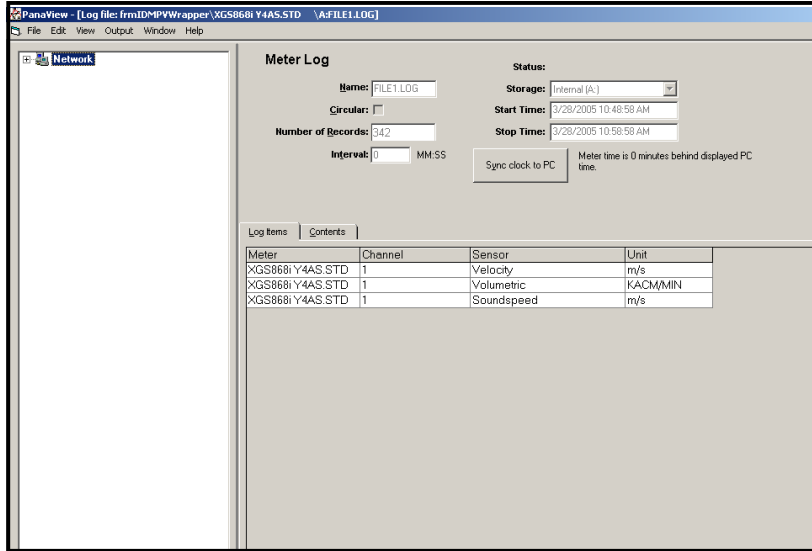 PanaView - [Log file: frmIDMPVWrapper\XGS868i Y4AS.STD \A:FILE1.LOG]
File Edit View Output Window Help
Network
Meter Log
Status:
Name: FILE1.LOG
Storage: Internal (A:)
Circular:
Start Time: 3/28/2005 10:48:58 AM
Number of Records: 342
Stop Time: 3/28/2005 10:58:58 AM
Interval: 0 MM:SS
Sync clock to PC
Meter time is 0 minutes behind displayed PC
time.
Log Items Contents
Meter Channel Sensor Unit
XGS868i Y4AS.STD 1 Velocity m/s
XGS868i Y4AS.STD 1 Volumetric KACM/MIN
XGS868i Y4AS.STD 1 Soundspeed m/s